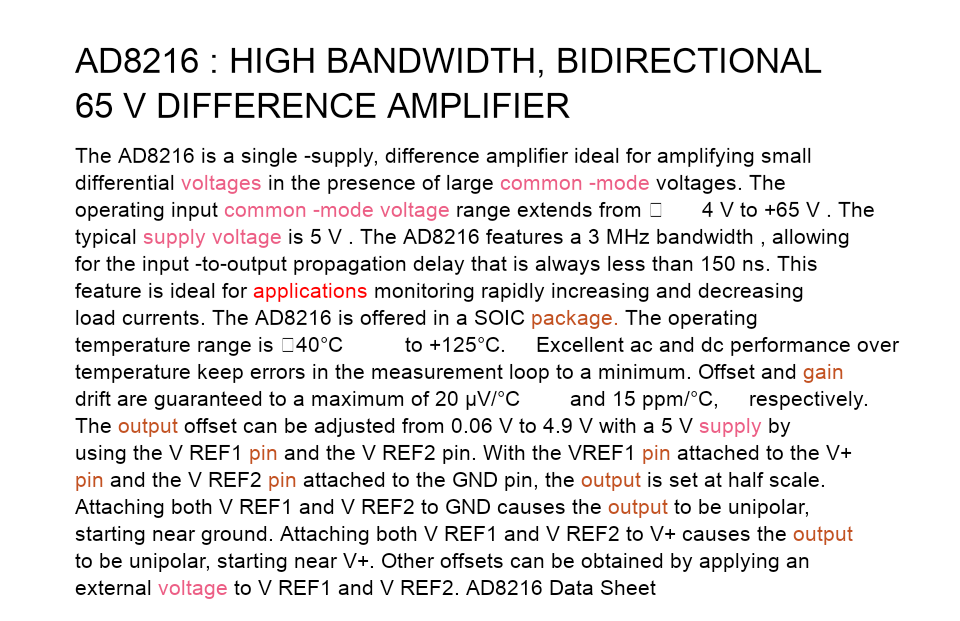 AD8216 : HIGH BANDWIDTH, BIDIRECTIONAL
65 V DIFFERENCE AMPLIFIER
The AD8216 is a single -supply, difference amplifier ideal for amplifying small
differential voltages in the presence of large common -mode voltages. The
operating input common -mode voltage range extends from □ 4 V to +65 V . The
typical supply voltage is 5 V . The AD8216 features a 3 MHz bandwidth , allowing
for the input -to-output propagation delay that is always less than 150 ns. This
feature is ideal for applications monitoring rapidly increasing and decreasing
load currents. The AD8216 is offered in a SOIC package. The operating
temperature range is □40°C to +125°C. Excellent ac and dc performance over
temperature keep errors in the measurement loop to a minimum. Offset and gain
drift are guaranteed to a maximum of 20 μV/°C and 15 ppm/°C, respectively.
The output offset can be adjusted from 0.06 V to 4.9 V with a 5 V supply by
using the V REF1 pin and the V REF2 pin. With the VREF1 pin attached to the V+
pin and the V REF2 pin attached to the GND pin, the output is set at half scale.
Attaching both V REF1 and V REF2 to GND causes the output to be unipolar,
starting near ground. Attaching both V REF1 and V REF2 to V+ causes the output
to be unipolar, starting near V+. Other offsets can be obtained by applying an
external voltage to V REF1 and V REF2. AD8216 Data Sheet